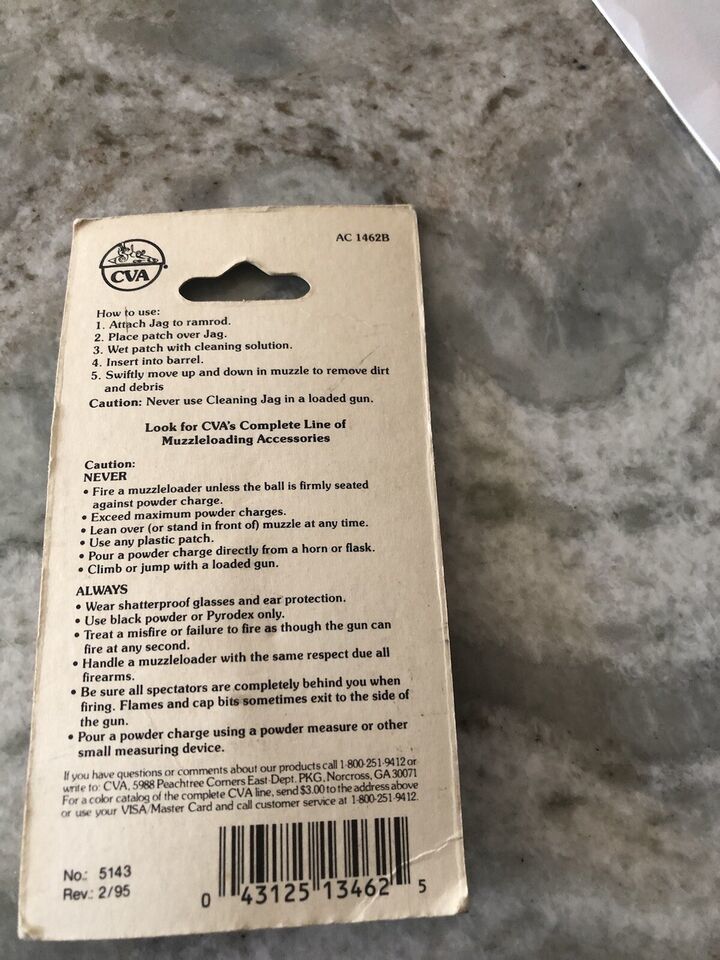 AC 1462B
CVA
How to use:
1. Attach Jag to ramrod.
2. Place patch over Jag.
3. Wet patch with cleaning solution.
4. Insert into barrel.
5. Swiftly move up and down in muzzle to remove dirt
and debris
Caution: Never use Cleaning Jag in a loaded gun.
Look for CVA's Complete Line of
Muzzleloading Accessories
Caution:
NEVER
• Fire a muzzleloader unless the ball is firmly seated
against powder charge.
• Exceed maximum powder charges.
• Lean over (or stand in front of) muzzle at any time.
• Use any plastic patch.
• Pour a powder charge directly from a horn or flask.
• Climb or jump with a loaded gun.
ALWAYS
• Wear shatterproof glasses and ear protection.
• Use black powder or Pyrodex only.
• Treat a misfire or failure to fire as though the gun can
fire at any second.
• Handle a muzzleloader with the same respect due all
firearms.
• Be sure all spectators are completely behind you when
firing. Flames and cap bits sometimes exit to the side of
the gun.
• Pour a powder charge using a powder measure or other
small measuring device.
If you have questions or comments about our products call 1-800-251-9412 or
write to: CVA, 5988 Peachtree Corners East-Dept. PKG, Norcross, GA 30071
For a color catalog of the complete CVA line, send $3.00 to the address above
or use your VISA/Master Card and call customer service at 1-800-251-9412.
No.: 5143
Rev.: 2/95
0 43125 13462 5